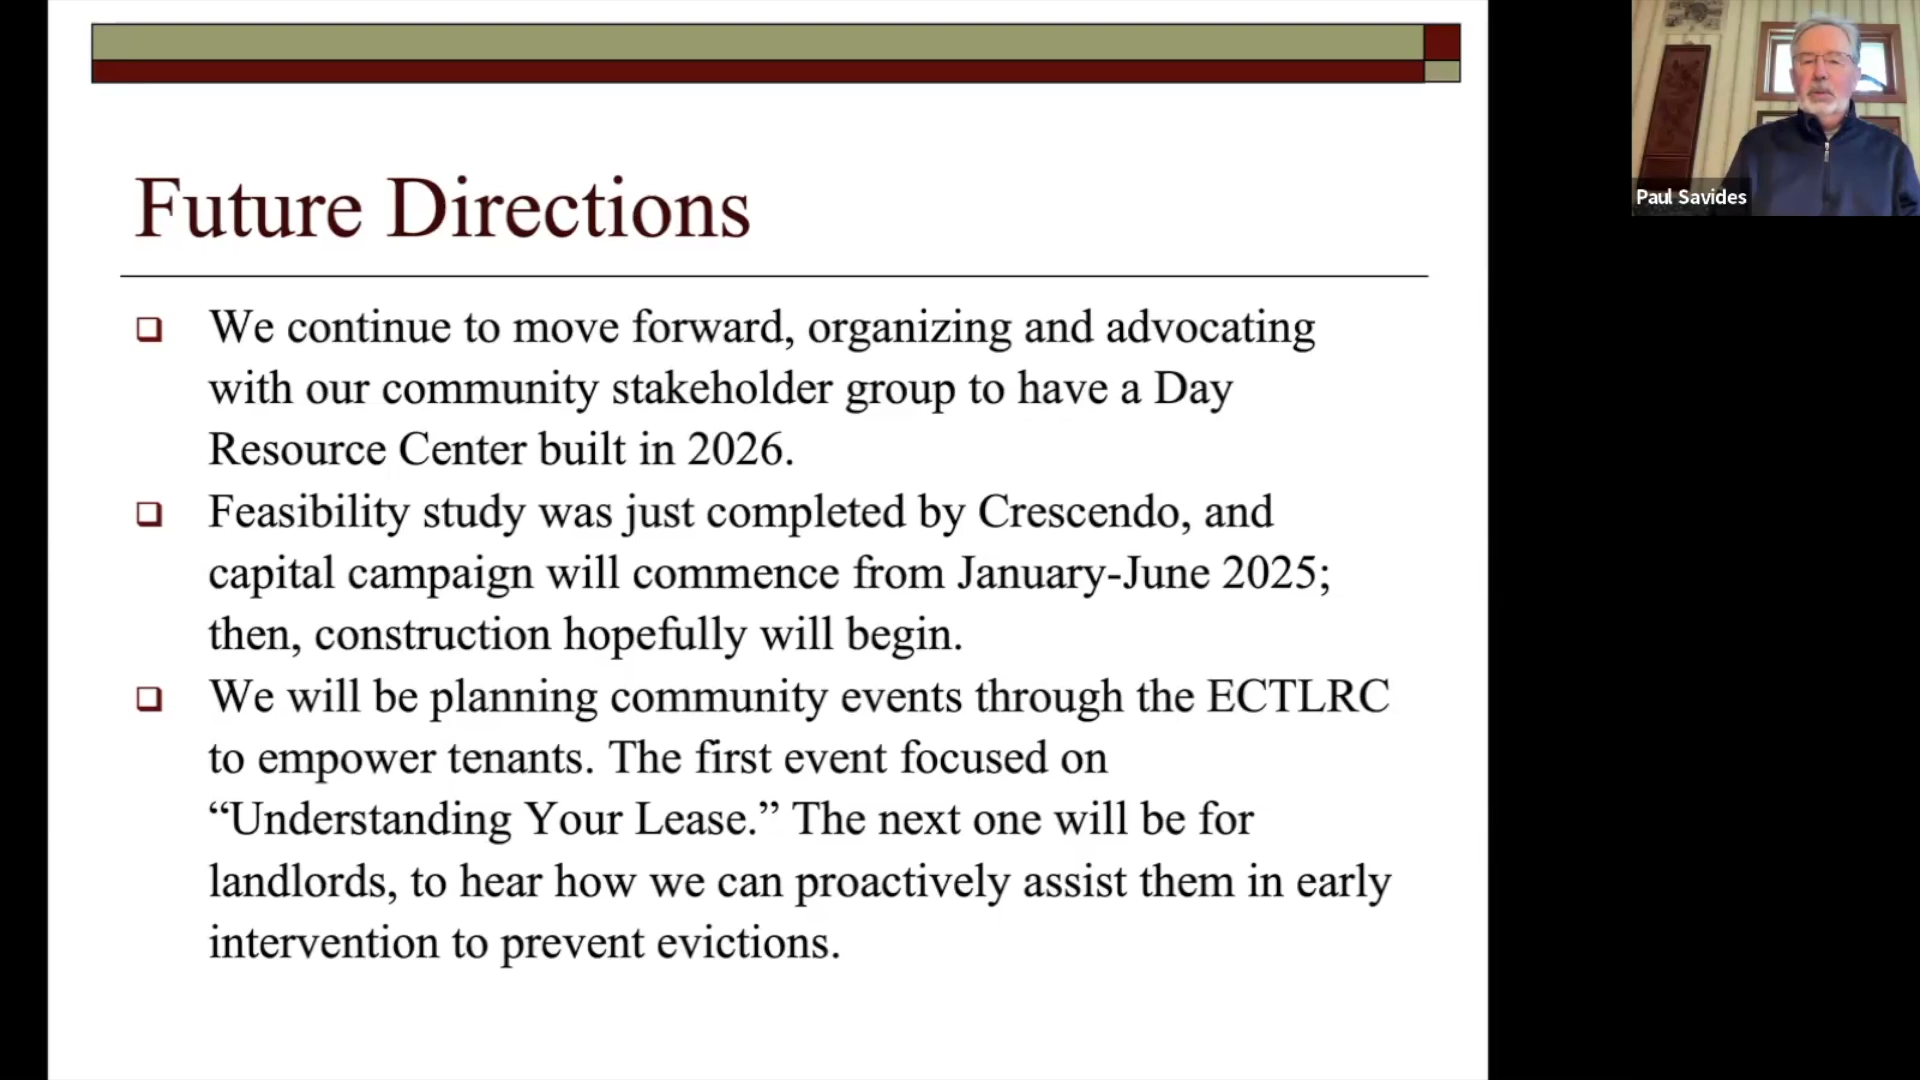 Future Directions
We continue to move forward, organizing and advocating
with our community stakeholder group to have a Day
Resource Center built in 2026.
Feasibility study was just completed by Crescendo, and
capital campaign will commence from January-June 2025;
then, construction hopefully will begin.
We will be planning community events through the ECTLRC
to empower tenants. The first event focused on
“Understanding Your Lease.” The next one will be for
landlords, to hear how we can proactively assist them in early
intervention to prevent evictions.
Paul Savides